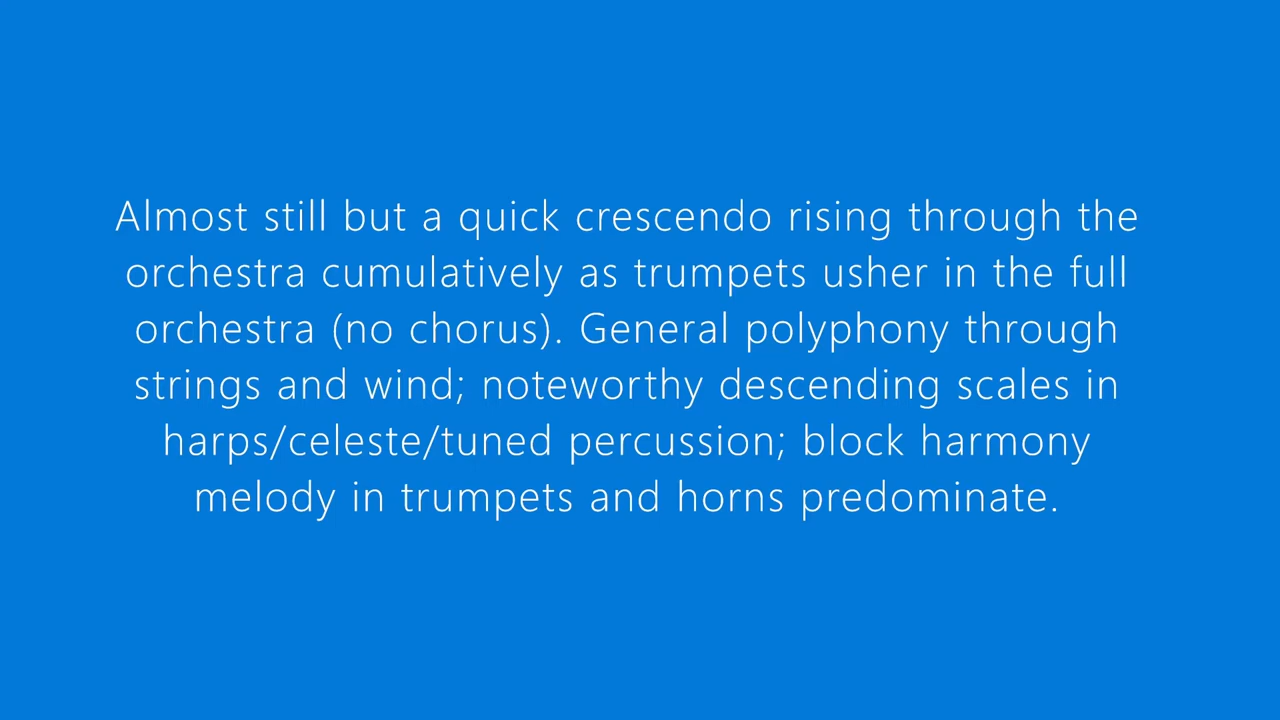 Almost still but a quick crescendo rising through the
orchestra cumulatively as trumpets usher in the full
orchestra (no chorus). General polyphony through
strings and wind; noteworthy descending scales in
harps/celeste/tuned percussion; block harmony
melody in trumpets and horns predominate.